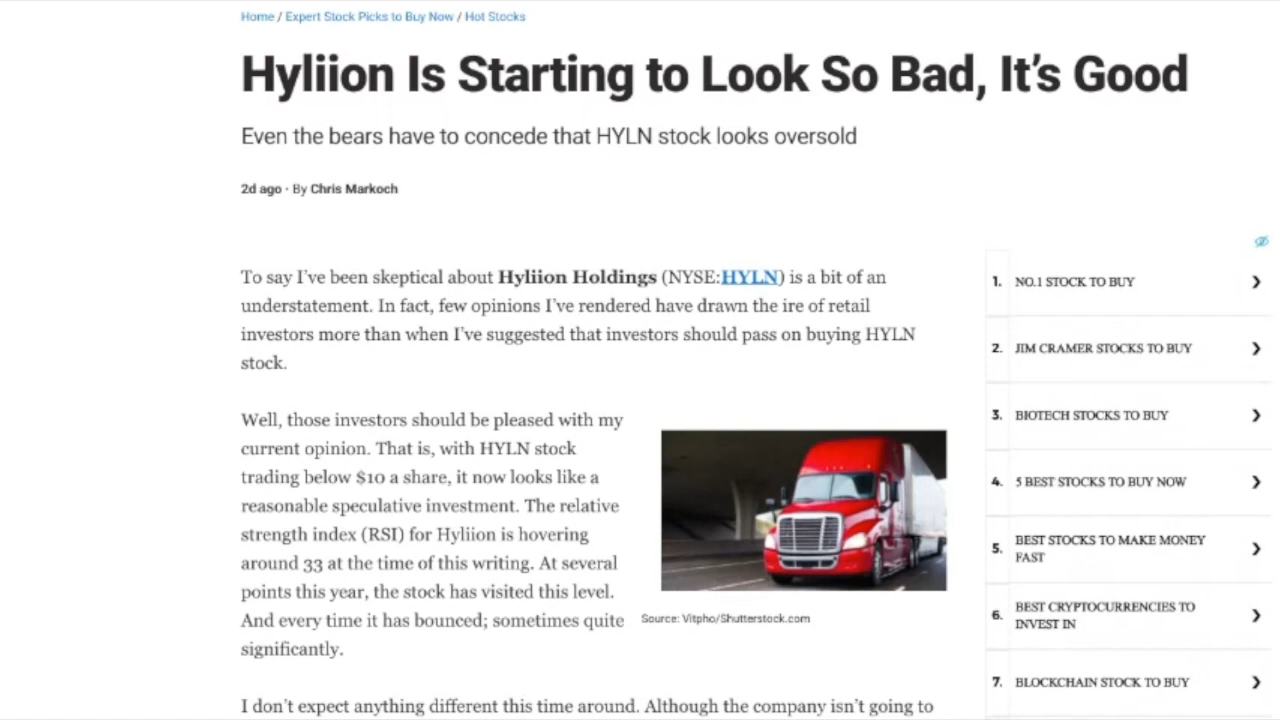 Home / Expert Stock Picks to Buy Now / Hot Stocks
Hyliion Is Starting to Look So Bad, It's Good
Even the bears have to concede that HYLN stock looks oversold
2d ago · By Chris Markoch
To say I've been skeptical about Hyliion Holdings (NYSE:HYLN) is a bit of an
understatement. In fact, few opinions I've rendered have drawn the ire of retail
investors more than when I've suggested that investors should pass on buying HYLN
stock.
Well, those investors should be pleased with my
current opinion. That is, with HYLN stock
trading below $10 a share, it now looks like a
reasonable speculative investment. The relative
strength index (RSI) for Hyliion is hovering
around 33 at the time of this writing. At several
points this year, the stock has visited this level.
And every time it has bounced; sometimes quite
significantly.
Source: Vitpho/Shutterstock.com
I don't expect anything different this time around. Although the company isn't going to
1. NO.1 STOCK TO BUY
2. JIM CRAMER STOCKS TO BUY
3. BIOTECH STOCKS TO BUY
4. 5 BEST STOCKS TO BUY NOW
5. BEST STOCKS TO MAKE MONEY
FAST
6. BEST CRYPTOCURRENCIES TO
INVEST IN
7. BLOCKCHAIN STOCK TO BUY